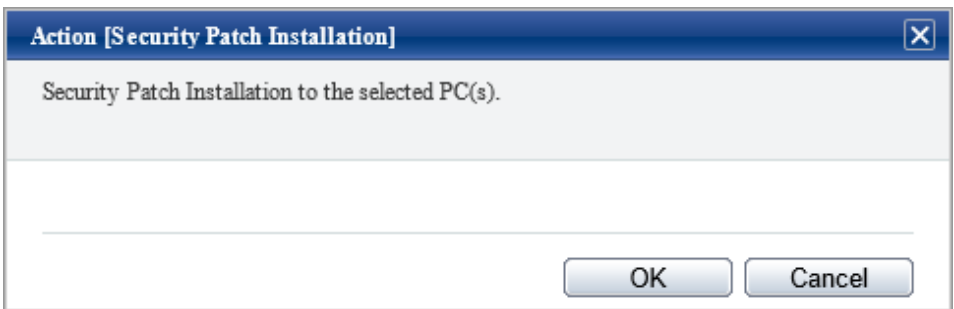 Action [Security Patch Installation]
Security Patch Installation to the selected PC(s).
OK Cancel